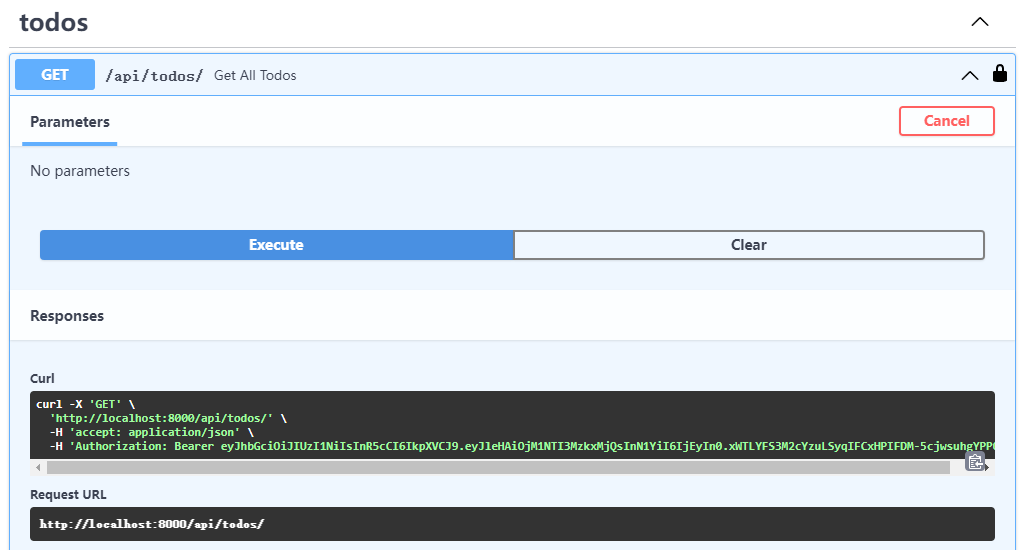 todos
GET /api/todos/ Get All Todos
Parameters
Cancel
No parameters
Execute
Clear
Responses
Curl
curl -X 'GET' \
'http://localhost:8000/api/todos/' \
-H 'accept: application/json' \
-H 'Authorization: Bearer eyJhbGciOiJIUzI1NiIsInR5cCI6IkpXVCJ9.eyJleHAiOjM1NTI3MzkxMjQsInN1YiI6IjEyIn0.xWTLYFS3M2cYzuLSyqIFCxHPIFDM-5cjwsuhgYPP
Request URL
http://localhost:8000/api/todos/